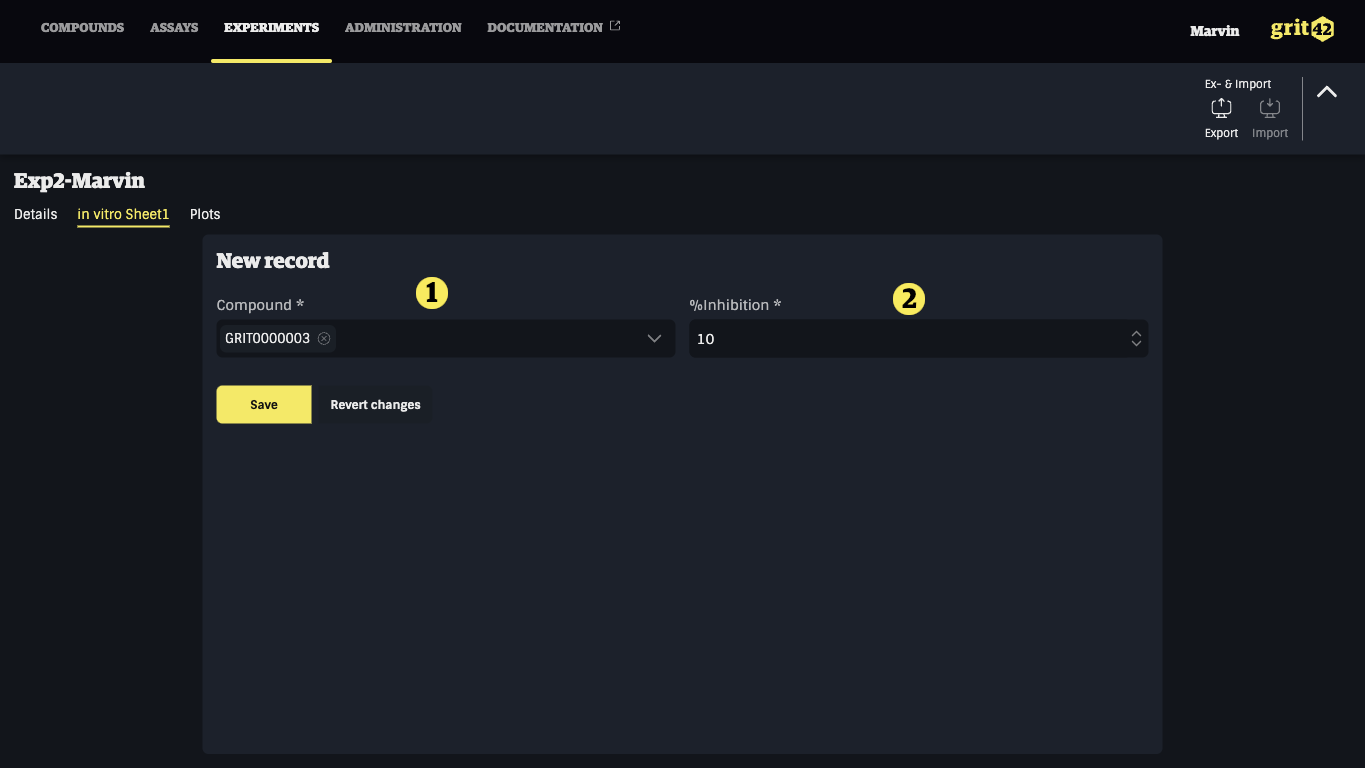 COMPOUNDS ASSAYS EXPERIMENTS ADMINISTRATION DOCUMENTATION Marvin grit42
Ex- & Import
Export Import
Exp2-Marvin
Details in vitro Sheet1 Plots
New record
1 2
Compound * %Inhibition *
GRIT0000003 10
Save Revert changes